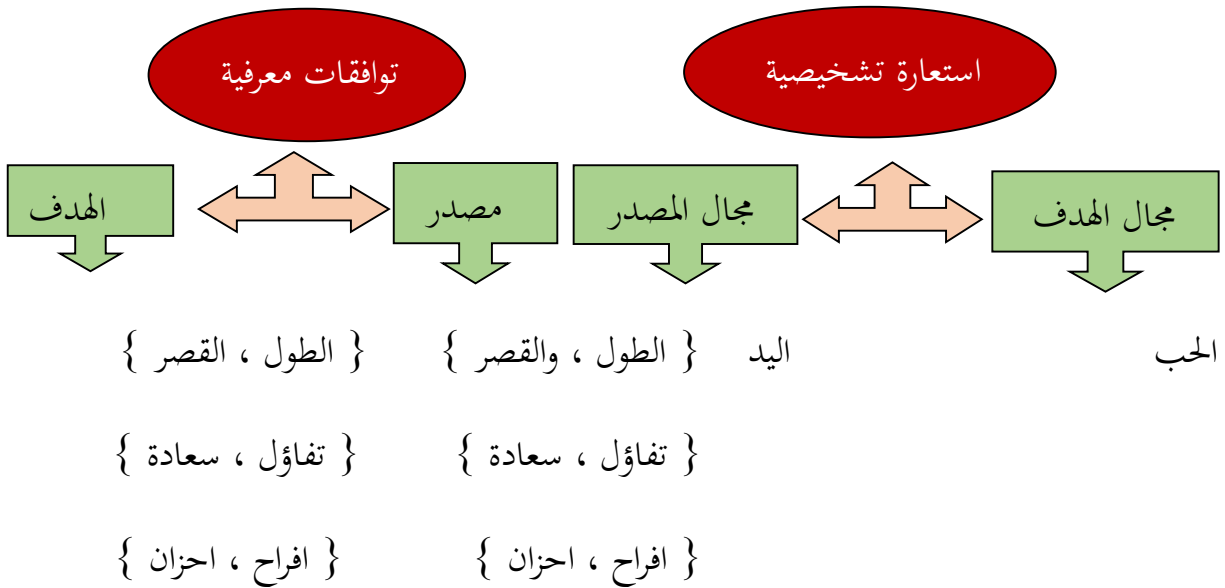 استعارة تشخيصية
توافقات معرفية
مجال الهدف
مجال المصدر
مصدر
الهدف
الحب
اليد
{ الطول ، والقصر }
{ الطول ، القصر }
{ تفاؤل ، سعادة }
{ تفاؤل ، سعادة }
{ افراح ، احزان }
{ افراح ، احزان }